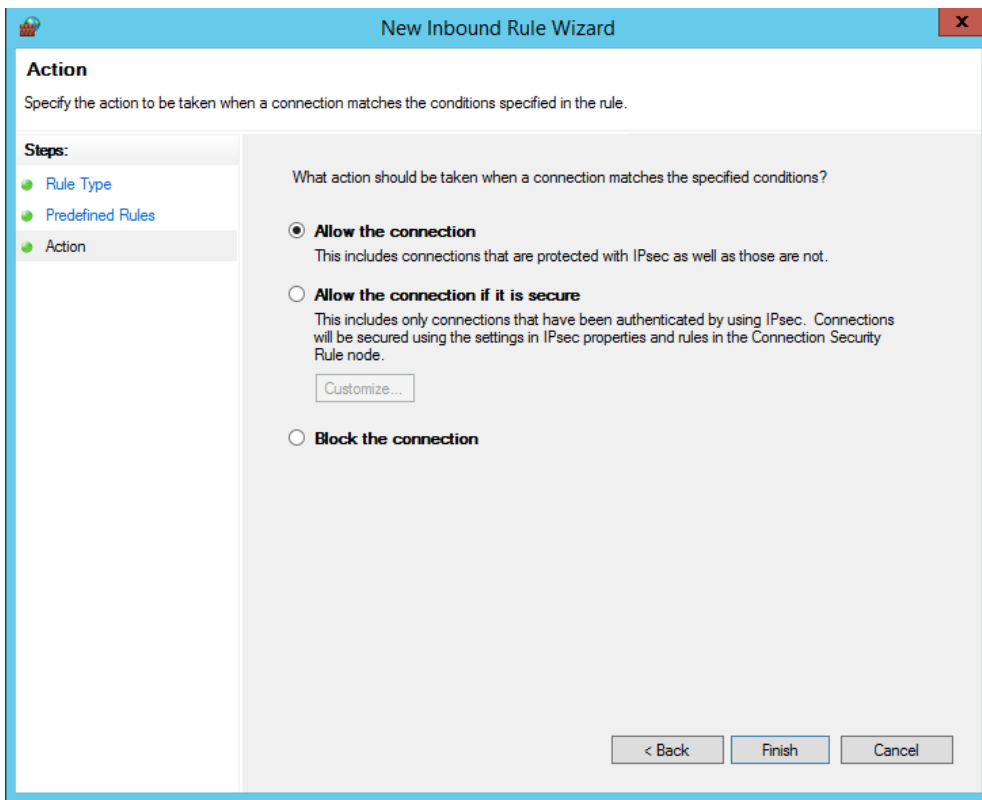 New Inbound Rule Wizard
x
Action
Specify the action to be taken when a connection matches the conditions specified in the rule.
Steps:
Rule Type
Predefined Rules
Action
What action should be taken when a connection matches the specified conditions?
Allow the connection
This includes connections that are protected with IPsec as well as those are not.
Allow the connection if it is secure
This includes only connections that have been authenticated by using IPsec. Connections
will be secured using the settings in IPsec properties and rules in the Connection Security
Rule node.
Customize...
Block the connection
< Back
Finish
Cancel